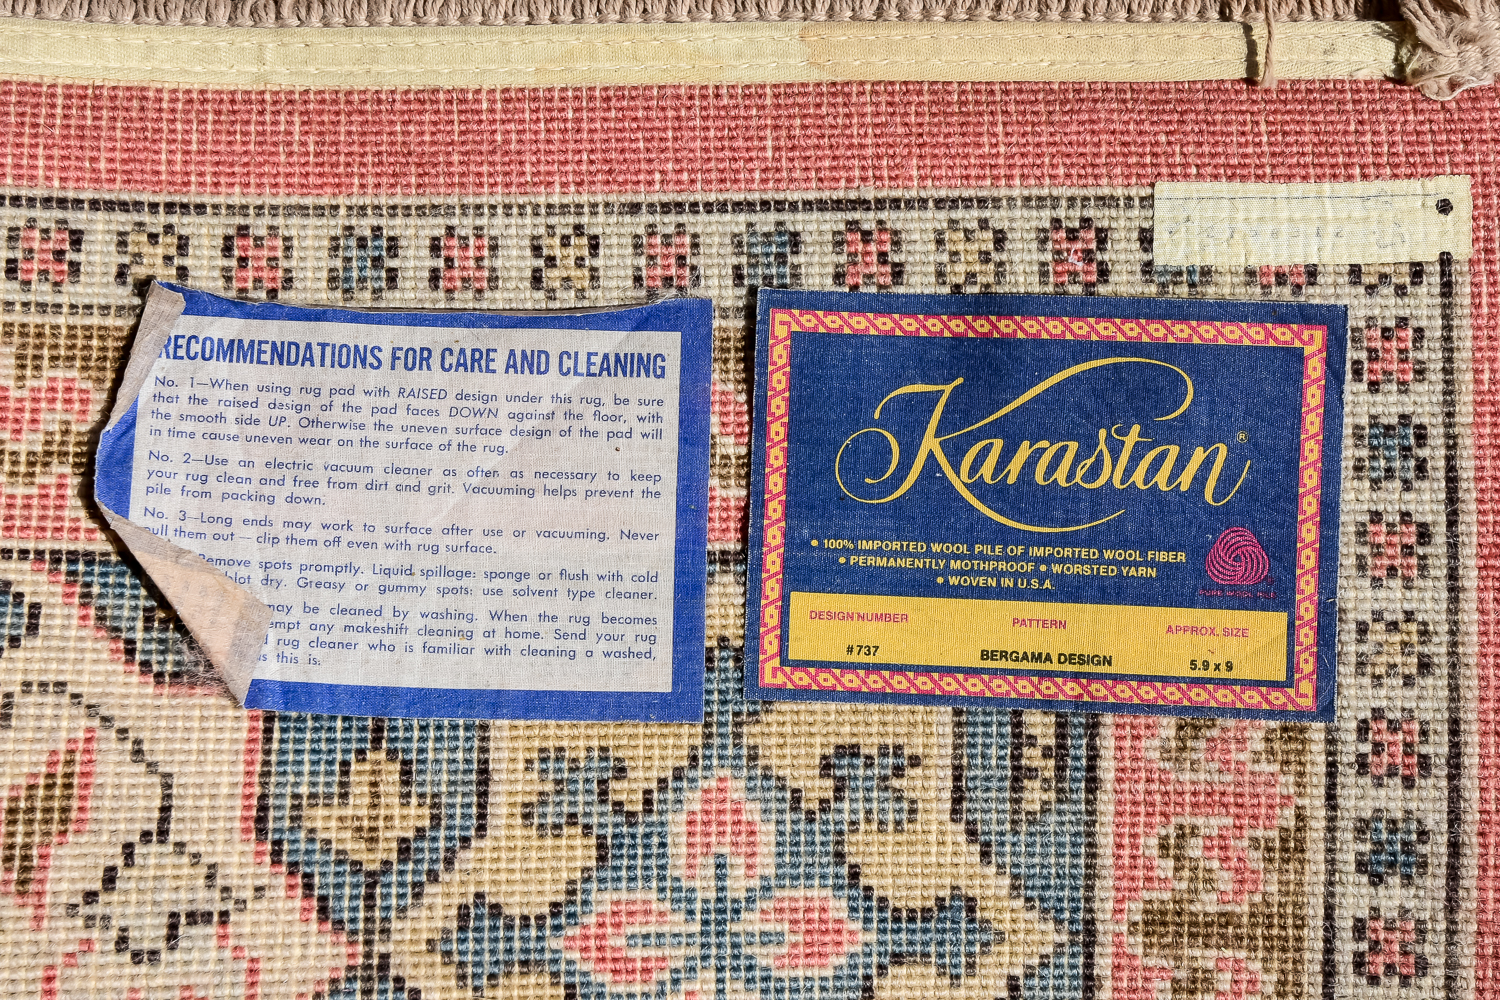 RECOMMENDATIONS FOR CARE AND CLEANING
No. 1—When using rug pad with RAISED design under this rug, be sure
that the raised design of the pad faces DOWN against the floor, with
the smooth side UP. Otherwise the uneven surface design of the pad will
in time cause uneven wear on the surface of the rug.
No. 2—Use an electric vacuum cleaner as often as necessary to keep
your rug clean and free from dirt and grit. Vacuuming helps prevent the
pile from packing down.
No. 3—Long ends may work to surface after use or vacuuming. Never
pull them out — clip them off even with rug surface.
Remove spots promptly. Liquid spillage: sponge or flush with cold
blot dry. Greasy or gummy spots: use solvent type cleaner.
may be cleaned by washing. When the rug becomes
empt any makeshift cleaning at home. Send your rug
rug cleaner who is familiar with cleaning a washed,
this is.
Karastan®
• 100% IMPORTED WOOL PILE OF IMPORTED WOOL FIBER
• PERMANENTLY MOTHPROOF • WORSTED YARN
• WOVEN IN U.S.A.
PURE WOOL PILE
DESIGN NUMBER PATTERN APPROX. SIZE
#737 BERGAMA DESIGN 5.9 x 9